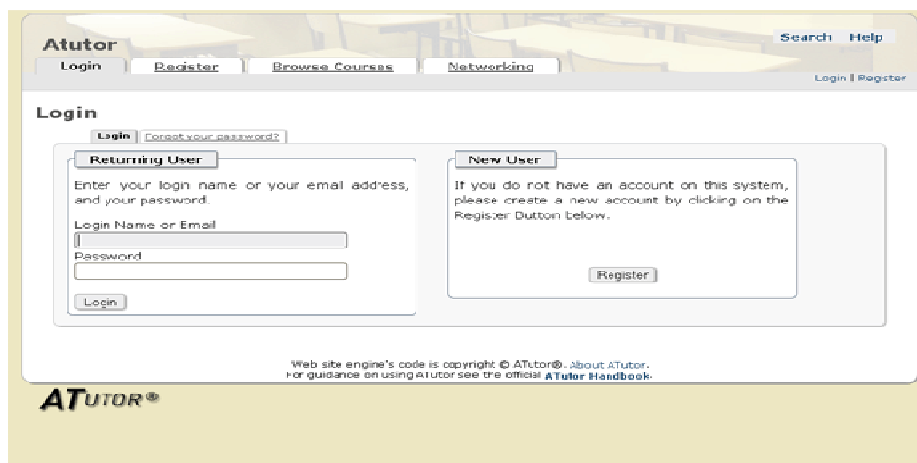 Atutor
Search Help
Login Register Browse Courses Networking
Login | Register
Login
Login Forgot your password?
Returning User
Enter your login name or your email address,
and your password.
Login Name or Email
Password
Login
New User
If you do not have an account on this system,
please create a new account by clicking on the
Register Button below.
Register
Web site engine's code is copyright © ATutor®. About ATutor.
For guidance on using ATutor see the official ATutor Handbook.
ATUTOR®